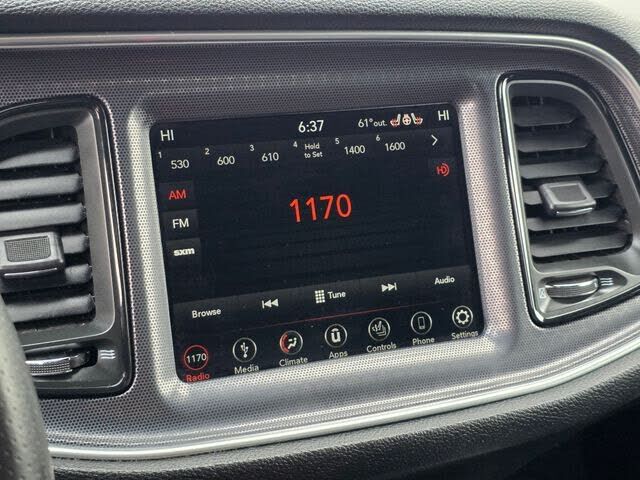 HI 6:37 61°out. HI
1 530 2 600 3 610 4 Hold to Set 5 1400 6 1600
AM
1170
FM
sxm
Browse Tune Audio
1170 Radio Media Climate Apps Controls Phone Settings